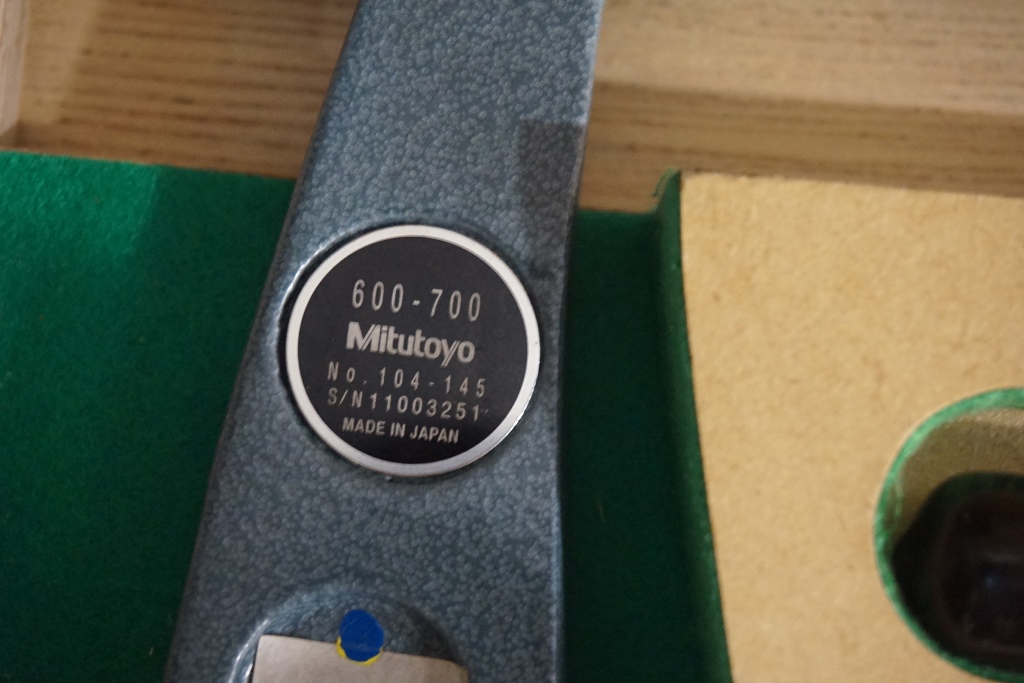 600-700
Mitutoyo
No. 104-145
S/N11003251
MADE IN JAPAN